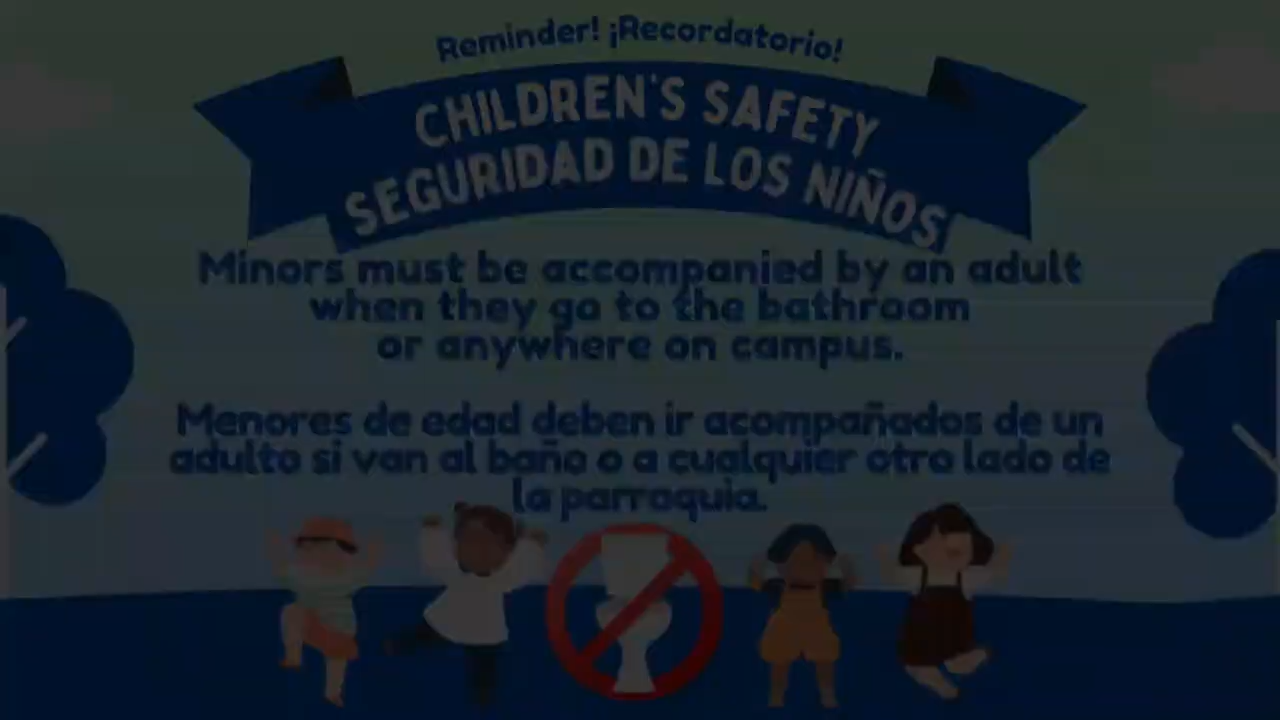 Reminder! ¡Recordatorio!
CHILDREN'S SAFETY
SEGURIDAD DE LOS NIÑOS
Minors must be accompanied by an adult
when they go to the bathroom
or anywhere on campus.
Menores de edad deben ir acompañados de un
adulto si van al baño o a cualquier otro lado de
la parroquia.